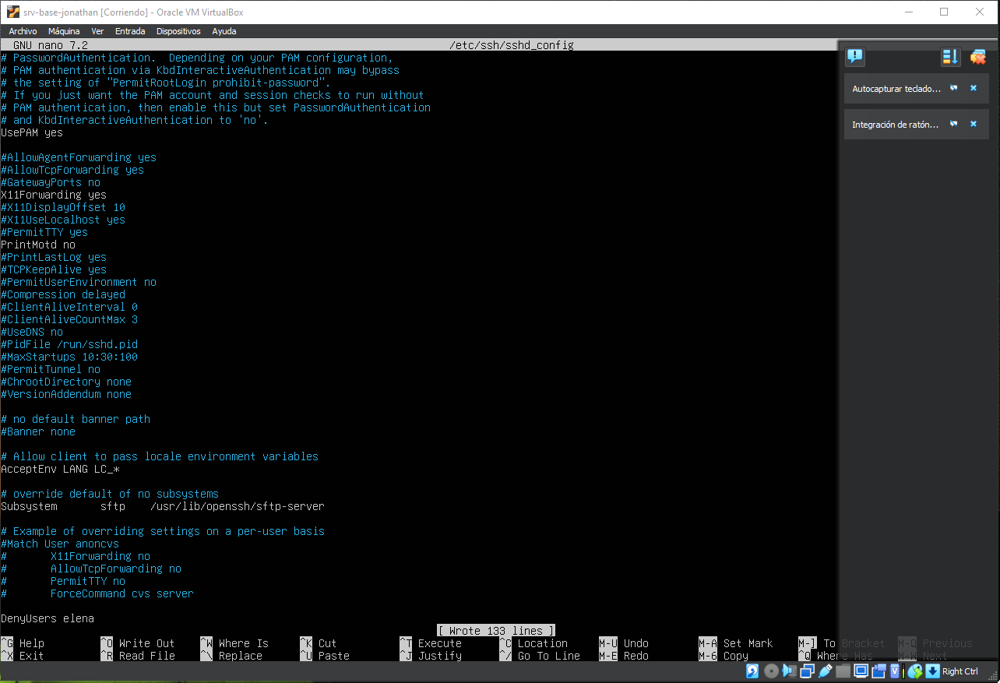 srv-base-jonathan [Corriendo] - Oracle VM VirtualBox
Archivo Máquina Ver Entrada Dispositivos Ayuda
GNU nano 7.2 /etc/ssh/sshd_config
# PasswordAuthentication.  Depending on your PAM configuration,
# PAM authentication via KbdInteractiveAuthentication may bypass
# the setting of "PermitRootLogin prohibit-password".
# If you just want the PAM account and session checks to run without
# PAM authentication, then enable this but set PasswordAuthentication
# and KbdInteractiveAuthentication to 'no'.
UsePAM yes
#AllowAgentForwarding yes
#AllowTcpForwarding yes
#GatewayPorts no
X11Forwarding yes
#X11DisplayOffset 10
#X11UseLocalhost yes
#PermitTTY yes
PrintMotd no
#PrintLastLog yes
#TCPKeepAlive yes
#PermitUserEnvironment no
#Compression delayed
#ClientAliveInterval 0
#ClientAliveCountMax 3
#UseDNS no
#PidFile /run/sshd.pid
#MaxStartups 10:30:100
#PermitTunnel no
#ChrootDirectory none
#VersionAddendum none
# no default banner path
#Banner none
# Allow client to pass locale environment variables
AcceptEnv LANG LC_*
# override default of no subsystems
Subsystem       sftp    /usr/lib/openssh/sftp-server
# Example of overriding settings on a per-user basis
#Match User anoncvs
#       X11Forwarding no
#       AllowTcpForwarding no
#       PermitTTY no
#       ForceCommand cvs server
DenyUsers elena
[ Wrote 133 lines ]
^G Help ^O Write Out ^W Where Is ^K Cut ^T Execute ^C Location M-U Undo M-A Set Mark M-] To Bracket M-Q Previous
^X Exit ^R Read File ^\ Replace ^U Paste ^J Justify ^/ Go To Line M-E Redo M-6 Copy ^Q Where Was M-W Next
Autocapturar teclado...
Integración de ratón...
Right Ctrl